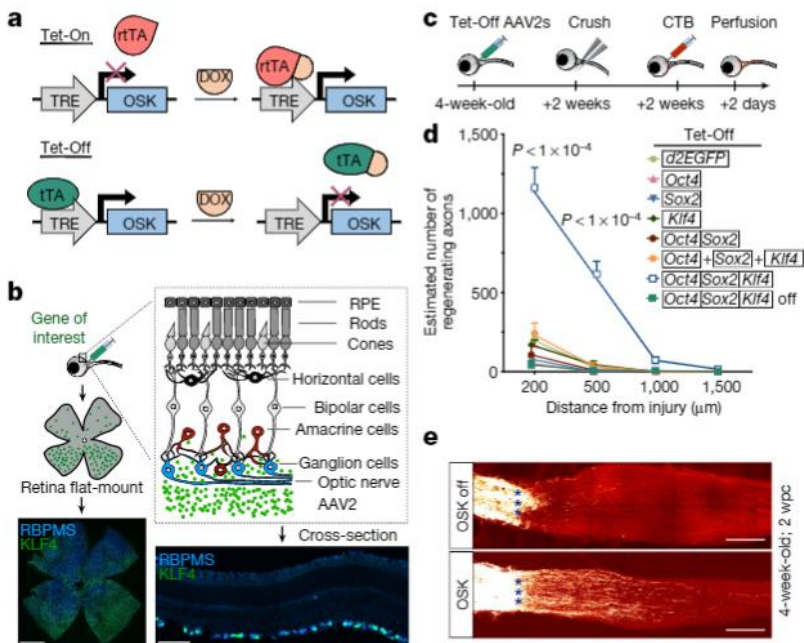 a
Tet-On
rtTA
TRE
OSK
DOX
rtTA
TRE
OSK
Tet-Off
tTA
TRE
OSK
DOX
tTA
TRE
OSK
b
Gene of
interest
Retina flat-mount
RBPMS
KLF4
RPE
Rods
Cones
Horizontal cells
Bipolar cells
Amacrine cells
Ganglion cells
Optic nerve
AAV2
Cross-section
RBPMS
KLF4
c
Tet-Off AAV2s
Crush
CTB
Perfusion
4-week-old
+2 weeks
+2 weeks
+2 days
d
Estimated number of
regenerating axons
1,500
1,000
500
250
0
200
500
1,000
1,500
Distance from injury (μm)
P < 1 × 10−4
P < 1 × 10−4
Tet-Off
d2EGFP
Oct4
Sox2
Klf4
Oct4 Sox2
Oct4 + Sox2 + Klf4
Oct4 Sox2 Klf4
Oct4 Sox2 Klf4 off
e
OSK off
OSK
4-week-old; 2 wpc